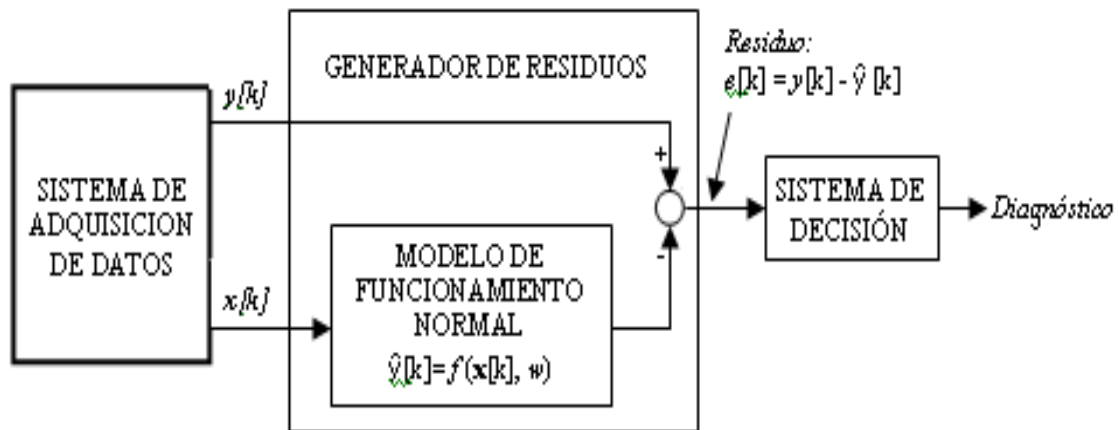 SISTEMA DE
ADQUISICION
DE DATOS
y[k]
x[k]
GENERADOR DE RESIDUOS
MODELO DE
FUNCIONAMIENTO
NORMAL
ŷ[k]=f(x[k], w)
+
-
Residuo:
e[k] = y[k] - ŷ [k]
SISTEMA DE
DECISIÓN
Diagnóstico